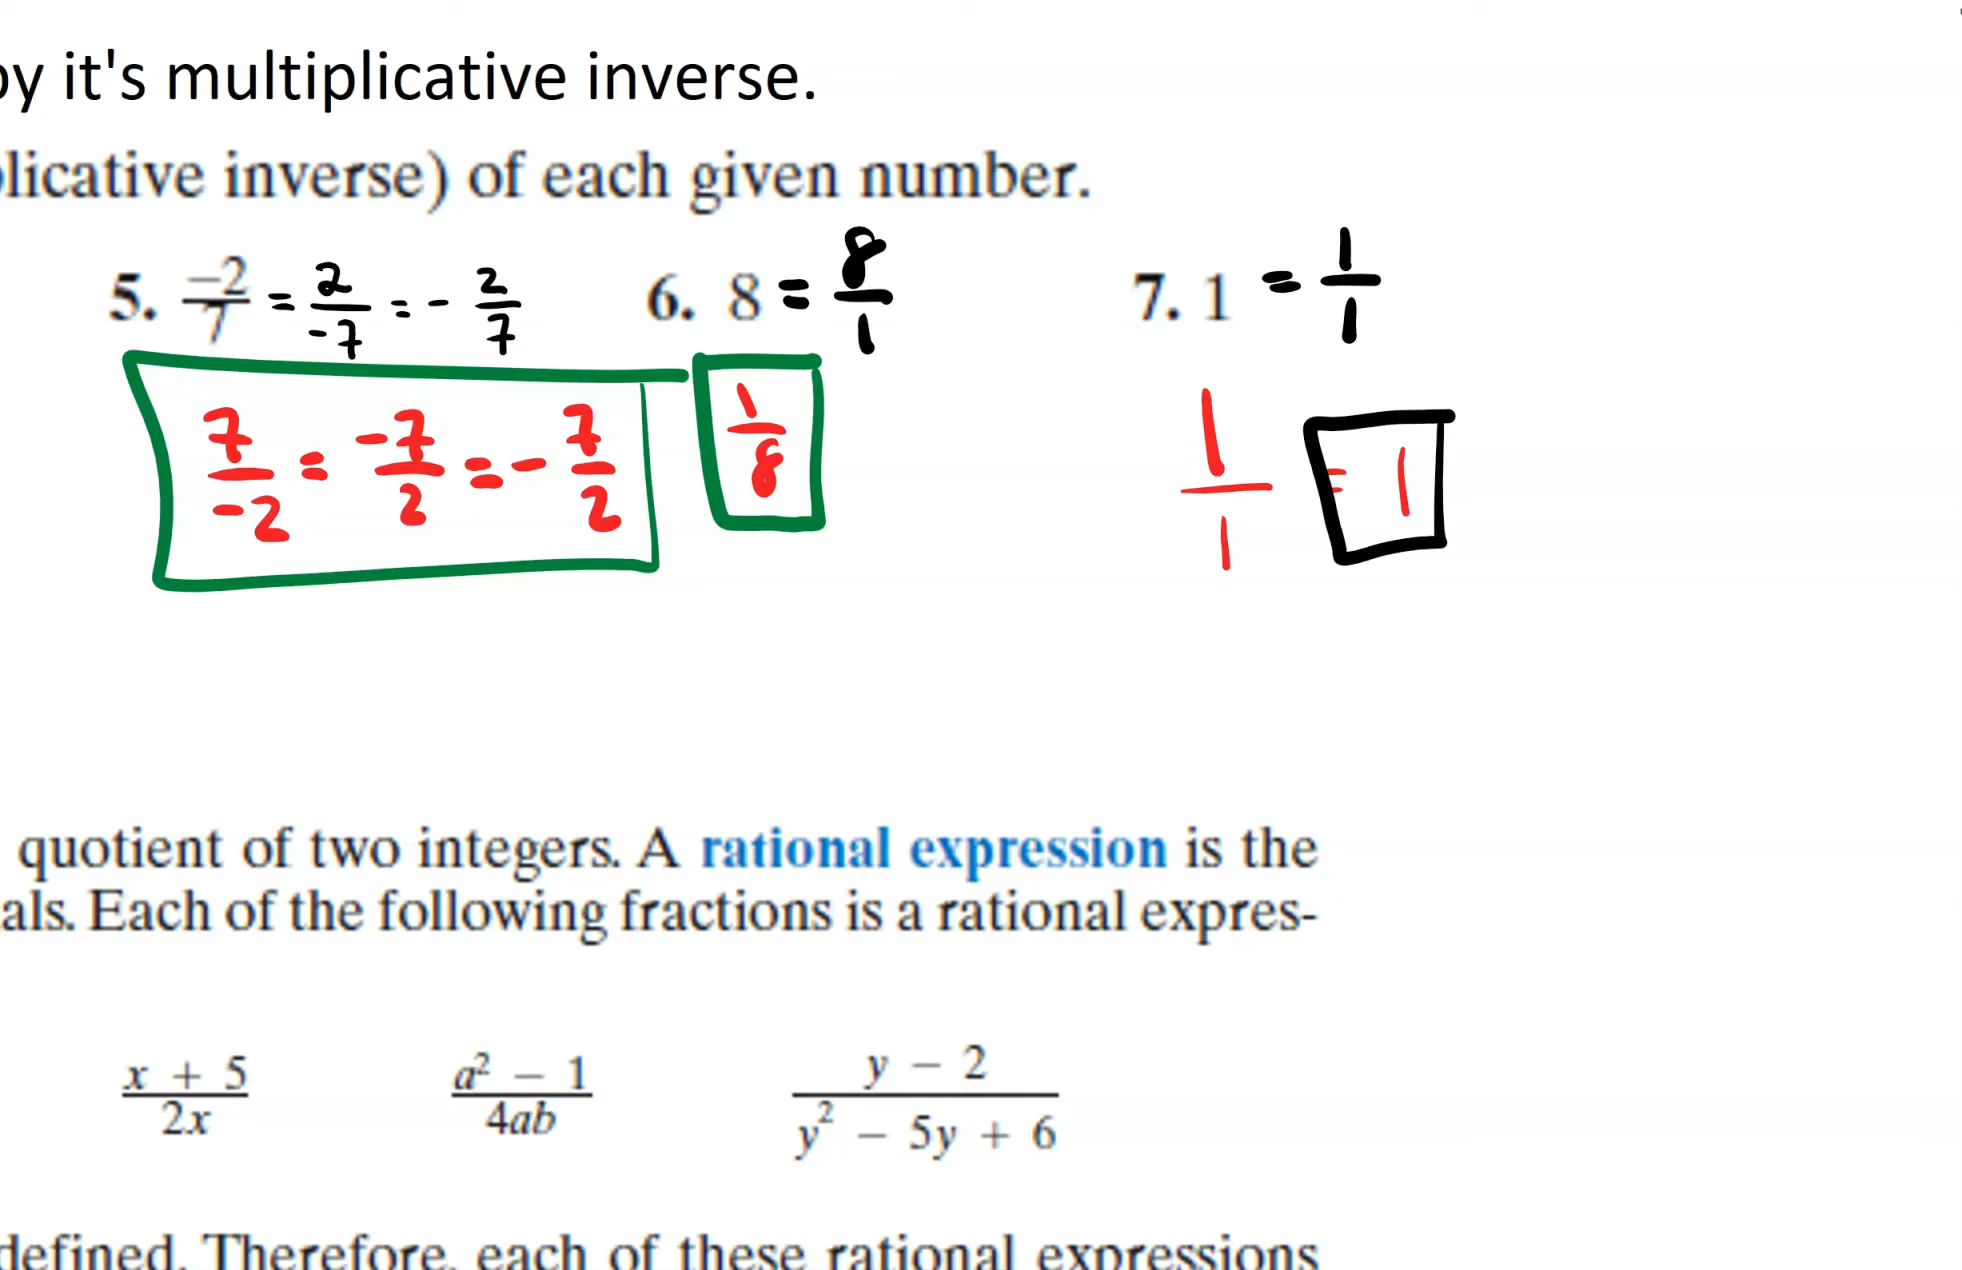 by it's multiplicative inverse.
licative inverse) of each given number.
5. -2/7 = 2/-7 = - 2/7 6. 8 = 8/1 7. 1 = 1/1
7/-2 = -7/2 = - 7/2 1/8 1/1 = 1
quotient of two integers. A rational expression is the
als. Each of the following fractions is a rational expres-
x + 5/2x a² − 1/4ab y − 2/y² − 5y + 6
defined. Therefore, each of these rational expressions